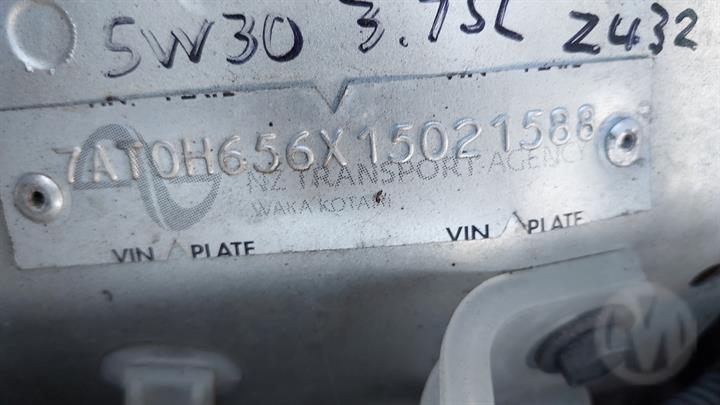 5W30 3.75L Z432
7AT0H656X15021588
NZ TRANSPORT AGENCY
WAKA KOTAHI
VIN PLATE VIN PLATE